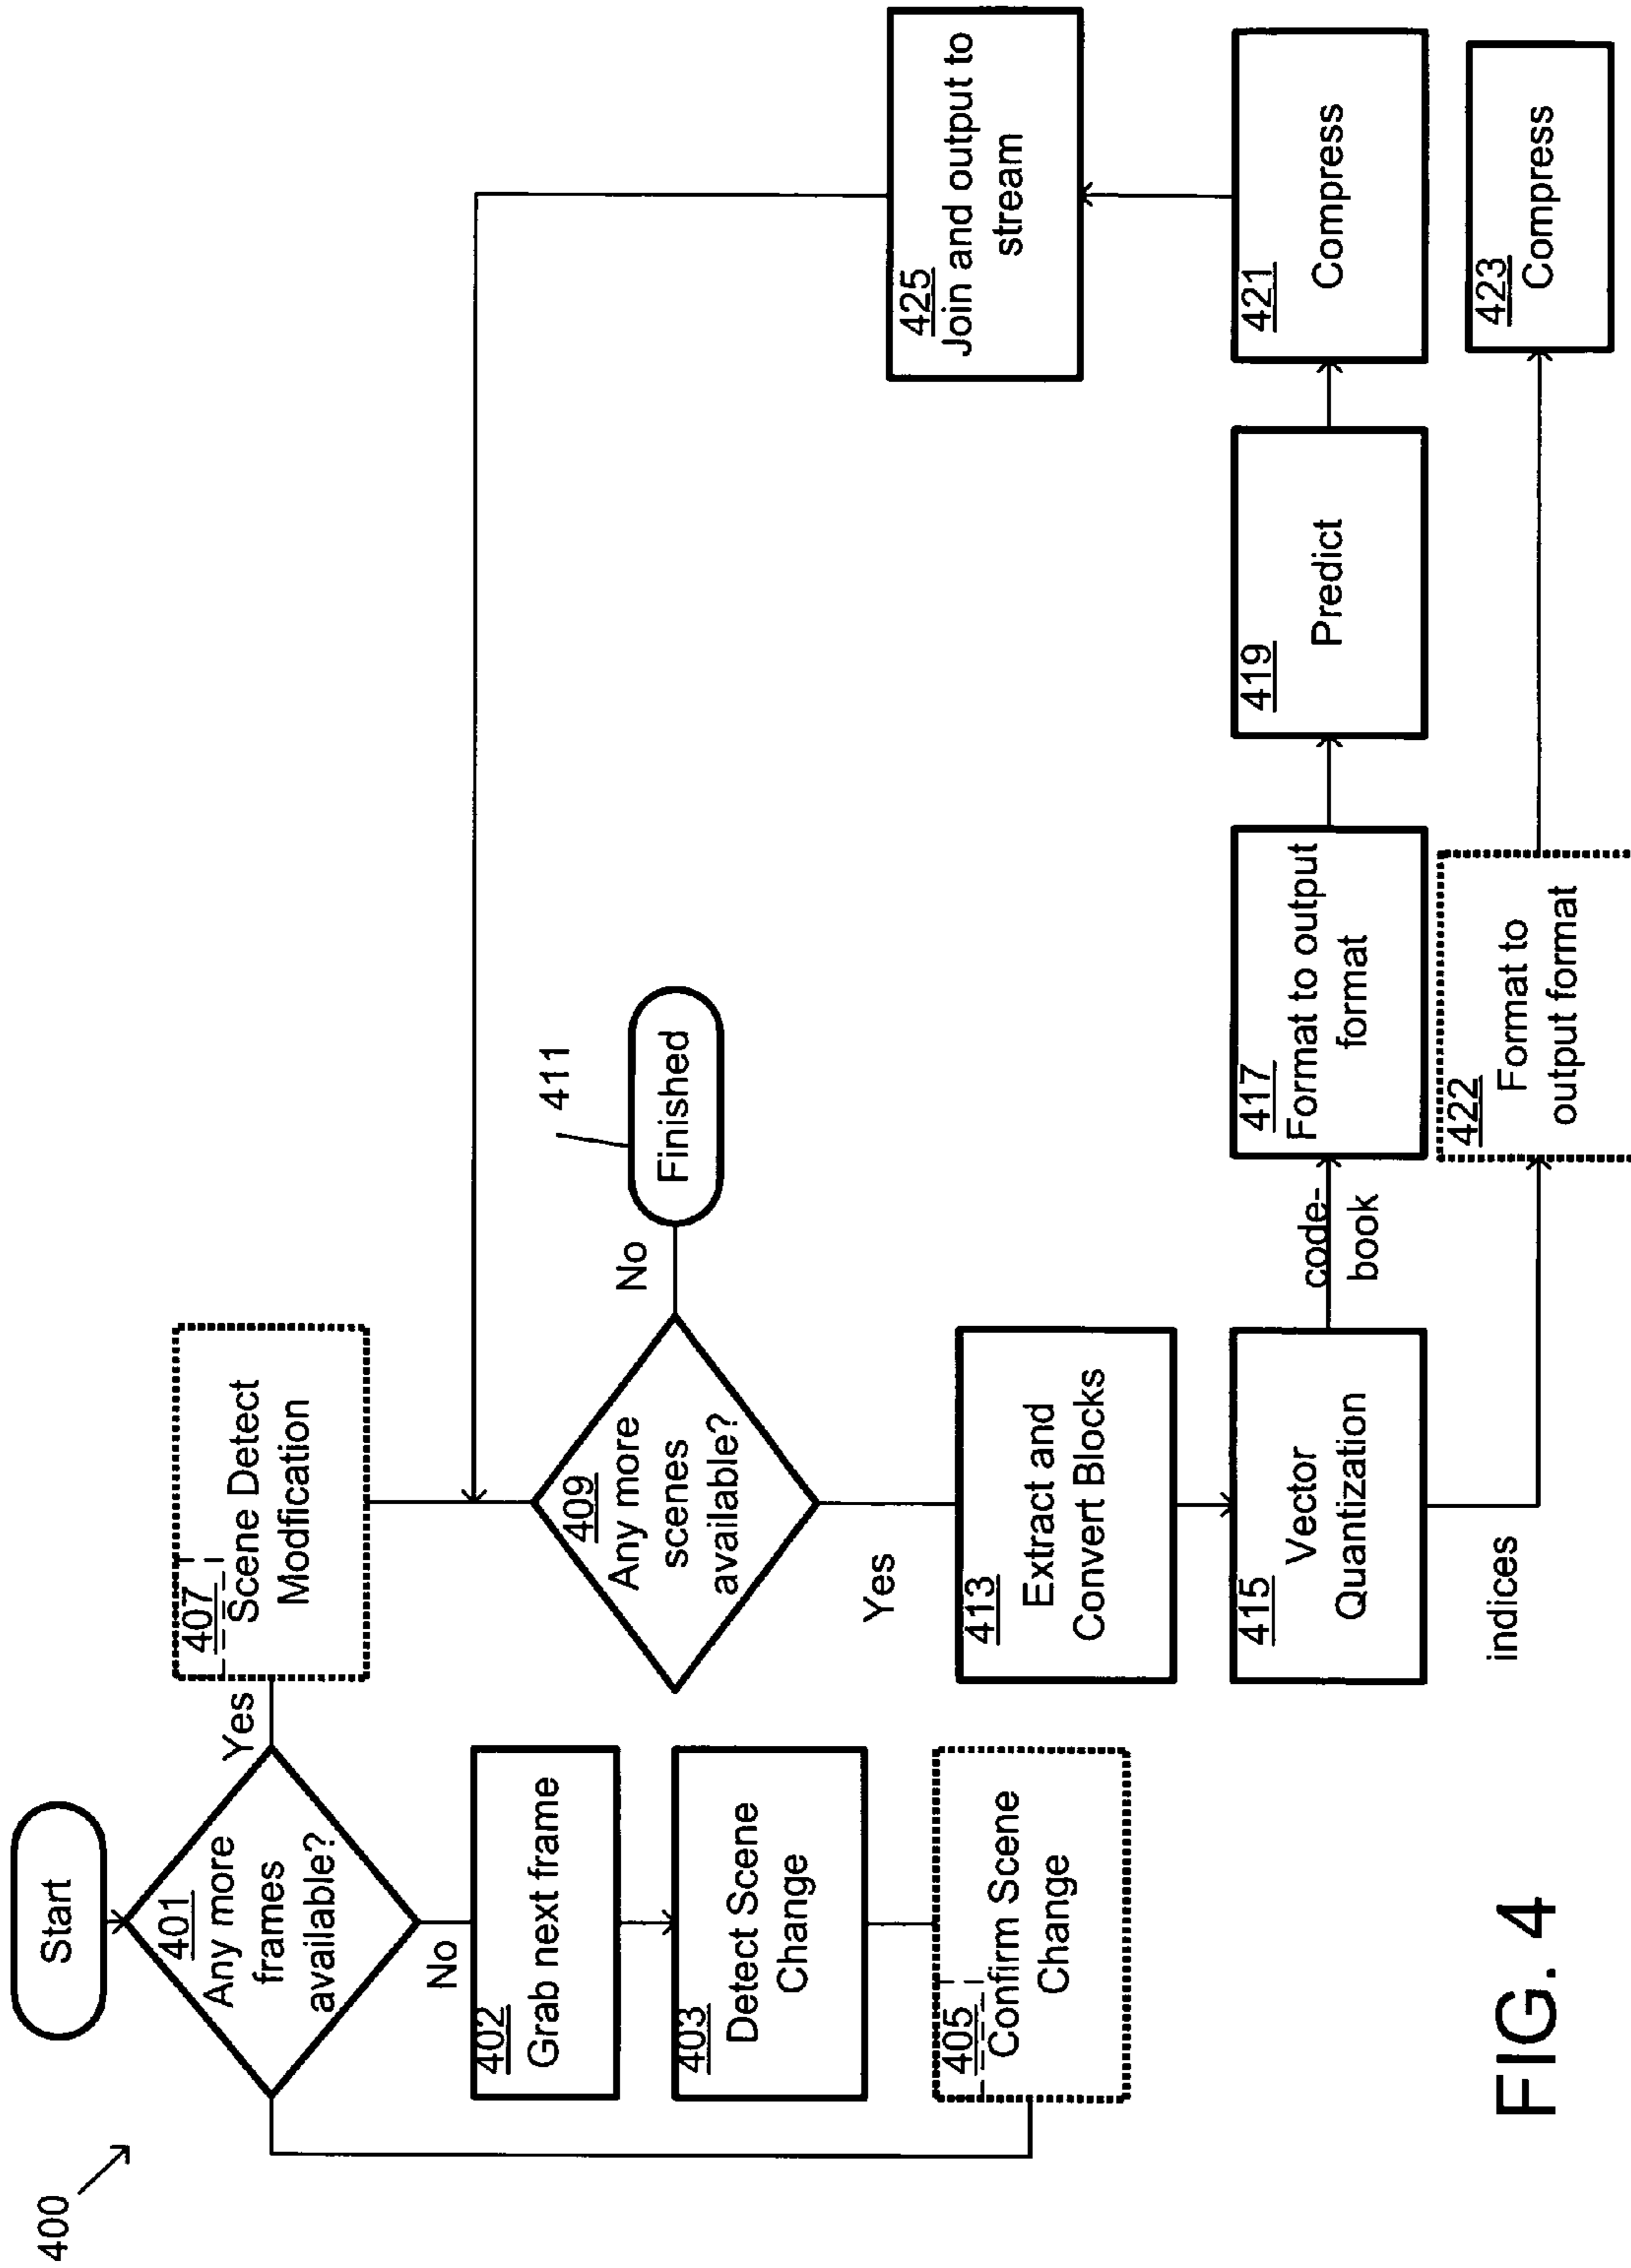 400
Start
401
Any more
frames
available?
Yes
No
402
Grab next frame
403
Detect Scene
Change
405
Confirm Scene
Change
407
Scene Detect
Modfication
409
Any more
scenes
available?
No
411
Finished
Yes
413
Extract and
Convert Blocks
415
Vector
Quantization
code-
book
indices
417
Format to output
format
419
Predict
421
Compress
422
Format to
output format
423
Compress
425
Join and output to
stream
FIG. 4